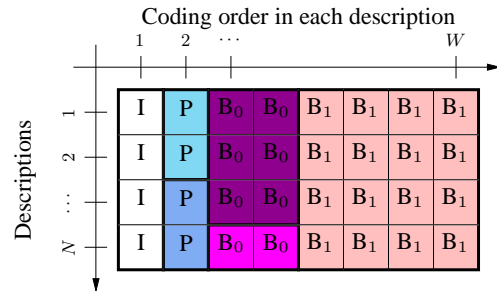 Coding order in each description
1 2 ⋯ W
Descriptions
1 I P B₀ B₀ B₁ B₁ B₁ B₁
2 I P B₀ B₀ B₁ B₁ B₁ B₁
⋯ I P B₀ B₀ B₁ B₁ B₁ B₁
N I P B₀ B₀ B₁ B₁ B₁ B₁